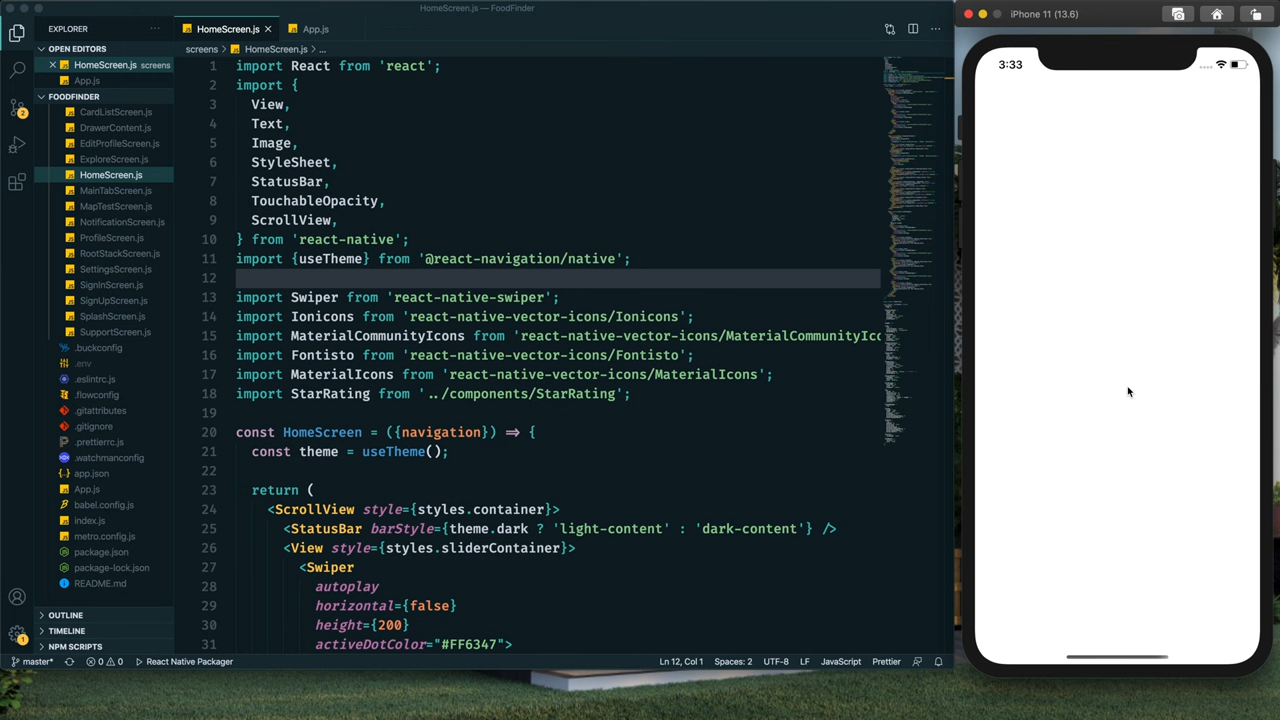 HomeScreen.js — FoodFinder
EXPLORER
HomeScreen.js
App.js
OPEN EDITORS
HomeScreen.js screens
App.js
screens > HomeScreen.js > ...
FOODFINDER
CardListScreen.js
DrawerContent.js
EditProfileScreen.js
ExploreScreen.js
HomeScreen.js
MainTabScreen.js
MapTestScreen.js
NotificationScreen.js
ProfileScreen.js
RootStackScreen.js
SettingsScreen.js
SignInScreen.js
SignUpScreen.js
SplashScreen.js
SupportScreen.js
.buckconfig
.env
.eslintrc.js
.flowconfig
.gitattributes
.gitignore
.prettierrc.js
.watchmanconfig
app.json
App.js
babel.config.js
index.js
metro.config.js
package.json
package-lock.json
README.md
OUTLINE
TIMELINE
NPM SCRIPTS
2
1
1 import React from 'react';
2 import {
3 View,
4 Text,
5 Image,
6 StyleSheet,
7 StatusBar,
8 TouchableOpacity,
9 ScrollView,
10 } from 'react-native';
11 import {useTheme} from '@react-navigation/native';
12
13 import Swiper from 'react-native-swiper';
14 import Ionicons from 'react-native-vector-icons/Ionicons';
15 import MaterialCommunityIcons from 'react-native-vector-icons/MaterialCommunityIco
16 import Fontisto from 'react-native-vector-icons/Fontisto';
17 import MaterialIcons from 'react-native-vector-icons/MaterialIcons';
18 import StarRating from '../components/StarRating';
19
20 const HomeScreen = ({navigation}) => {
21 const theme = useTheme();
22
23 return (
24 <ScrollView style={styles.container}>
25 <StatusBar barStyle={theme.dark ? 'light-content' : 'dark-content'} />
26 <View style={styles.sliderContainer}>
27 <Swiper
28 autoplay
29 horizontal={false}
30 height={200}
31 activeDotColor="#FF6347">
master* 0 0 React Native Packager Ln 12, Col 1 Spaces: 2 UTF-8 LF JavaScript Prettier
iPhone 11 (13.6)
3:33